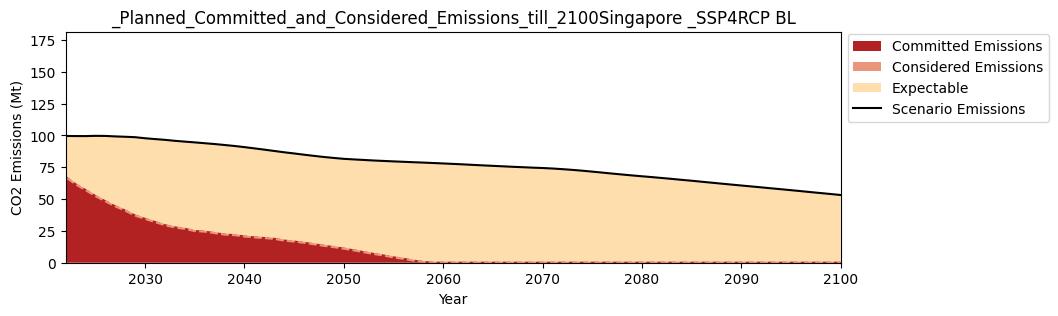 _Planned_Committed_and_Considered_Emissions_till_2100Singapore _SSP4RCP BL
CO2 Emissions (Mt)
175
150
125
100
75
50
25
0
2030 2040 2050 2060 2070 2080 2090 2100
Year
Committed Emissions
Considered Emissions
Expectable
Scenario Emissions